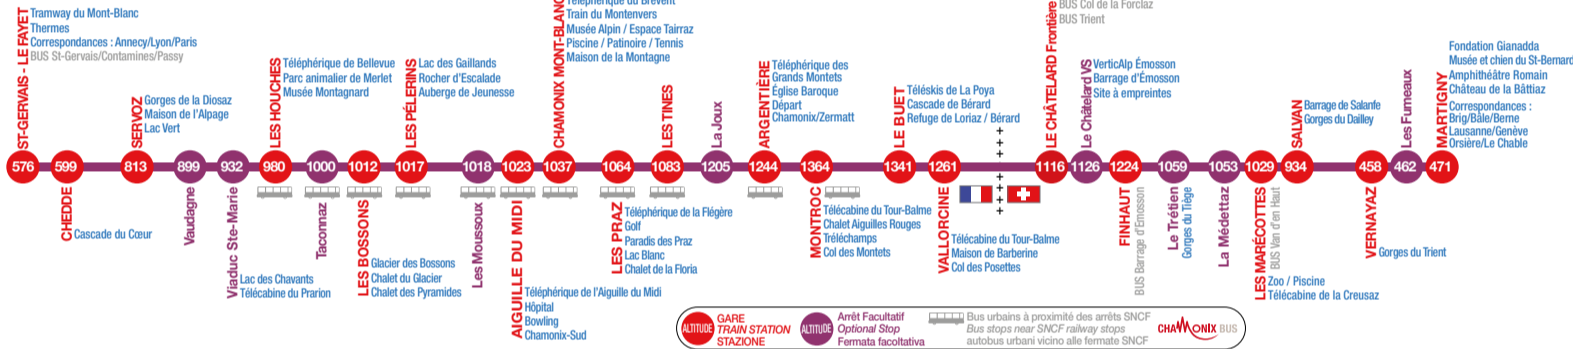 ST-GERVAIS - LE FAYET
Tramway du Mont-Blanc
Thermes
Correspondances : Annecy/Lyon/Paris
BUS St-Gervais/Contamines/Passy
576
599
CHEDDE
Cascade du Cœur
813
SERVOZ
Gorges de la Diosaz
Maison de l'Alpage
Lac Vert
899
Vaudagne
932
Viaduc Ste-Marie
Lac des Chavants
Télécabine du Prarion
980
LES HOUCHES
Téléphérique de Bellevue
Parc animalier de Merlet
Musée Montagnard
1000
Taconnaz
1012
LES BOSSONS
Glacier des Bossons
Chalet du Glacier
Chalet des Pyramides
1017
LES PÉLERINS
Lac des Gaillands
Rocher d'Escalade
Auberge de Jeunesse
1018
Les Moussoux
1023
AIGUILLE DU MIDI
Téléphérique de l'Aiguille du Midi
Hôpital
Bowling
Chamonix-Sud
1037
CHAMONIX MONT-BLANC
Téléphérique du Brévent
Train du Montenvers
Musée Alpin / Espace Tairraz
Piscine / Patinoire / Tennis
Maison de la Montagne
1064
LES PRAZ
Téléphérique de la Flégère
Golf
Paradis des Praz
Lac Blanc
Chalet de la Floria
1083
LES TINES
1205
La Joux
1244
ARGENTIÈRE
Téléphérique des
Grands Montets
Église Baroque
Départ
Chamonix/Zermatt
1364
MONTROC
Télécabine du Tour-Balme
Chalet Aiguilles Rouges
Tréléchamps
Col des Montets
1341
LE BUET
Téléskis de La Poya
Cascade de Bérard
Refuge de Loriaz / Bérard
1261
VALLORCINE
Télécabine du Tour-Balme
Maison de Barberine
Col des Posettes
1116
LE CHÂTELARD Frontière
BUS Col de la Forclaz
BUS Trient
1126
Le Châtelard VS
VerticAlp Émosson
Barrage d'Émosson
Site à empreintes
1224
FINHAUT
BUS Barrage d'Emosson
1059
Le Trétien
Gorges du Tiège
1053
La Médettaz
1029
LES MARÉCOTTES
BUS Van d'en Haut
Zoo / Piscine
Télécabine de la Creusaz
934
SALVAN
Barrage de Salanfe
Gorges du Dailley
458
VERNAYAZ
Gorges du Trient
462
Les Fumeaux
471
MARTIGNY
Fondation Gianadda
Musée et chien du St-Bernard
Amphithéâtre Romain
Château de la Bâttiaz
Correspondances :
Brig/Bâle/Berne
Lausanne/Genève
Orsière/Le Chable
ALTITUDE
GARE
TRAIN STATION
STAZIONE
ALTITUDE
Arrêt Facultatif
Optional Stop
Fermata facoltativa
Bus urbains à proximité des arrêts SNCF
Bus stops near SNCF railway stops
autobus urbani vicino alle fermate SNCF
CHAMONIX BUS